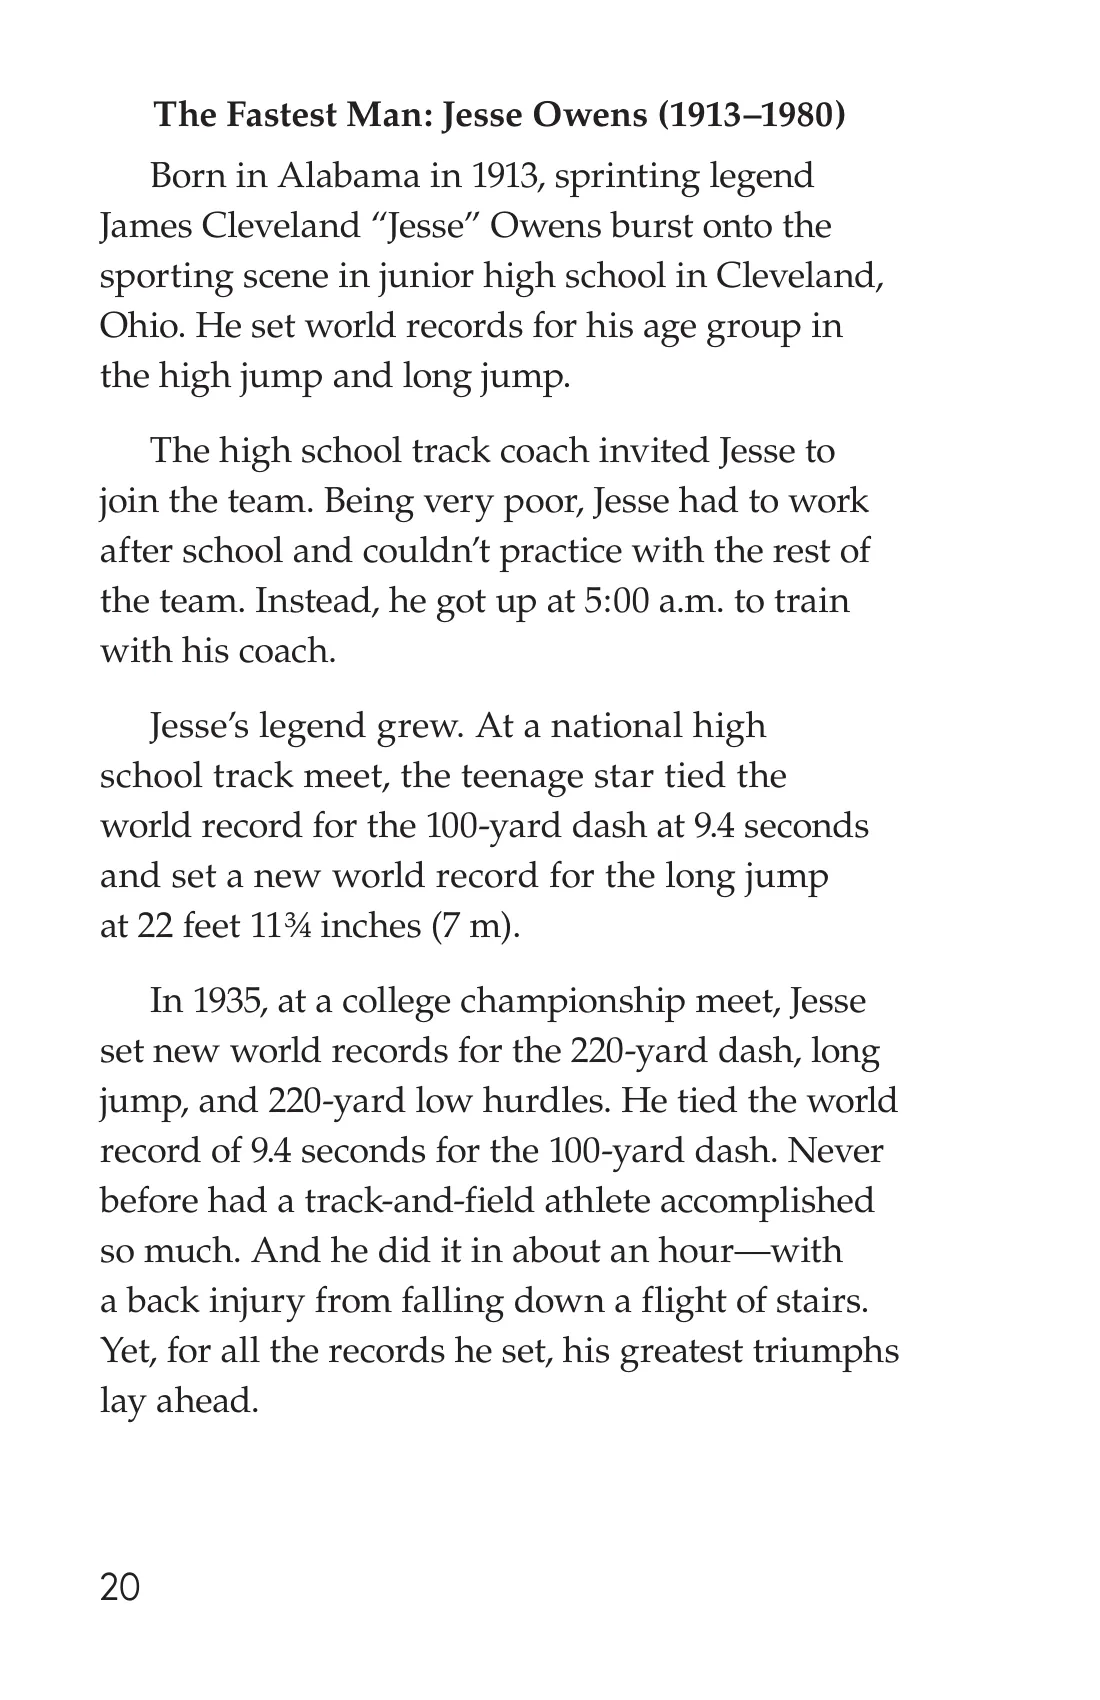 The Fastest Man: Jesse Owens (1913–1980)
Born in Alabama in 1913, sprinting legend
James Cleveland “Jesse” Owens burst onto the
sporting scene in junior high school in Cleveland,
Ohio. He set world records for his age group in
the high jump and long jump.
The high school track coach invited Jesse to
join the team. Being very poor, Jesse had to work
after school and couldn’t practice with the rest of
the team. Instead, he got up at 5:00 a.m. to train
with his coach.
Jesse’s legend grew. At a national high
school track meet, the teenage star tied the
world record for the 100-yard dash at 9.4 seconds
and set a new world record for the long jump
at 22 feet 11¾ inches (7 m).
In 1935, at a college championship meet, Jesse
set new world records for the 220-yard dash, long
jump, and 220-yard low hurdles. He tied the world
record of 9.4 seconds for the 100-yard dash. Never
before had a track-and-field athlete accomplished
so much. And he did it in about an hour—with
a back injury from falling down a flight of stairs.
Yet, for all the records he set, his greatest triumphs
lay ahead.
20